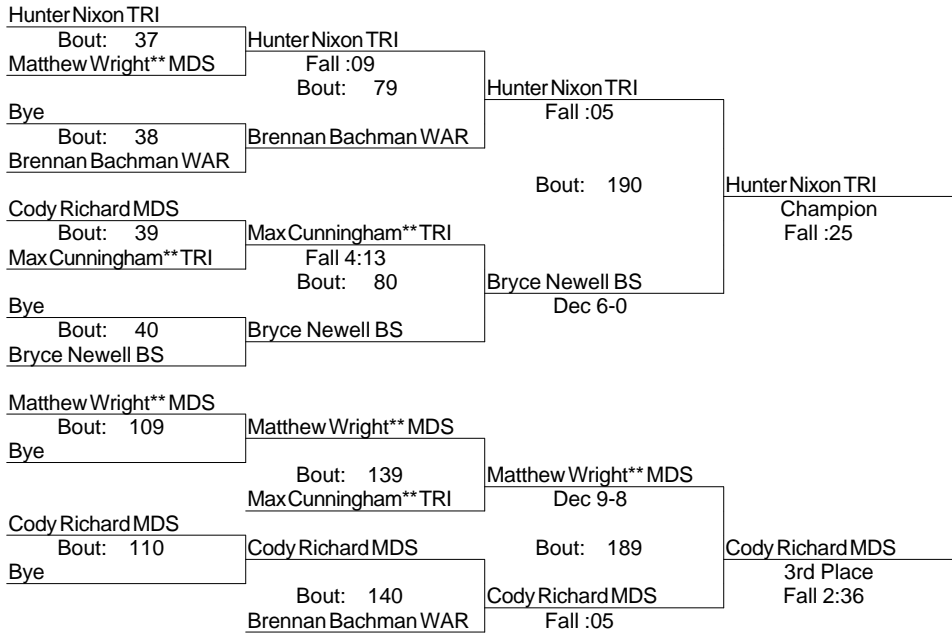 Hunter Nixon TRI
Bout: 37
Hunter Nixon TRI
Matthew Wright** MDS
Fall :09
Bout: 79
Hunter Nixon TRI
Bye
Fall :05
Bout: 38
Brennan Bachman WAR
Brennan Bachman WAR
Bout: 190
Hunter Nixon TRI
Cody Richard MDS
Champion
Bout: 39
Max Cunningham** TRI
Fall :25
Max Cunningham** TRI
Fall 4:13
Bout: 80
Bryce Newell BS
Bye
Dec 6-0
Bout: 40
Bryce Newell BS
Bryce Newell BS
Matthew Wright** MDS
Bout: 109
Matthew Wright** MDS
Bye
Bout: 139
Matthew Wright** MDS
Max Cunningham** TRI
Dec 9-8
Cody Richard MDS
Bout: 110
Cody Richard MDS
Bout: 189
Cody Richard MDS
Bye
3rd Place
Bout: 140
Cody Richard MDS
Fall 2:36
Brennan Bachman WAR
Fall :05